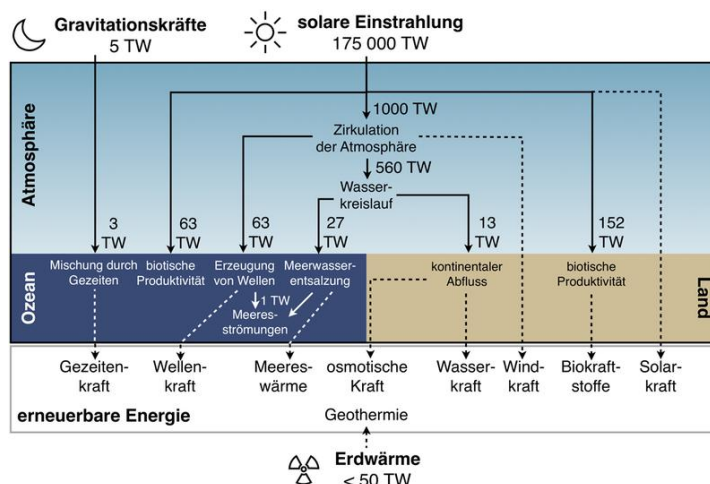 Gravitationskräfte
5 TW
solare Einstrahlung
175 000 TW
Atmosphäre
1000 TW
Zirkulation
der Atmosphäre
560 TW
Wasser-
kreislauf
3
TW
63
TW
63
TW
27
TW
13
TW
152
TW
Ozean
Mischung durch
Gezeiten
biotische
Produktivität
Erzeugung
von Wellen
Meerwasser-
entsalzung
1 TW
Meeres-
strömungen
kontinentaler
Abfluss
biotische
Produktivität
Land
Gezeiten-
kraft
Wellen-
kraft
Meeres-
wärme
osmotische
Kraft
Wasser-
kraft
Wind-
kraft
Biokraft-
stoffe
Solar-
kraft
erneuerbare Energie
Geothermie
Erdwärme
< 50 TW